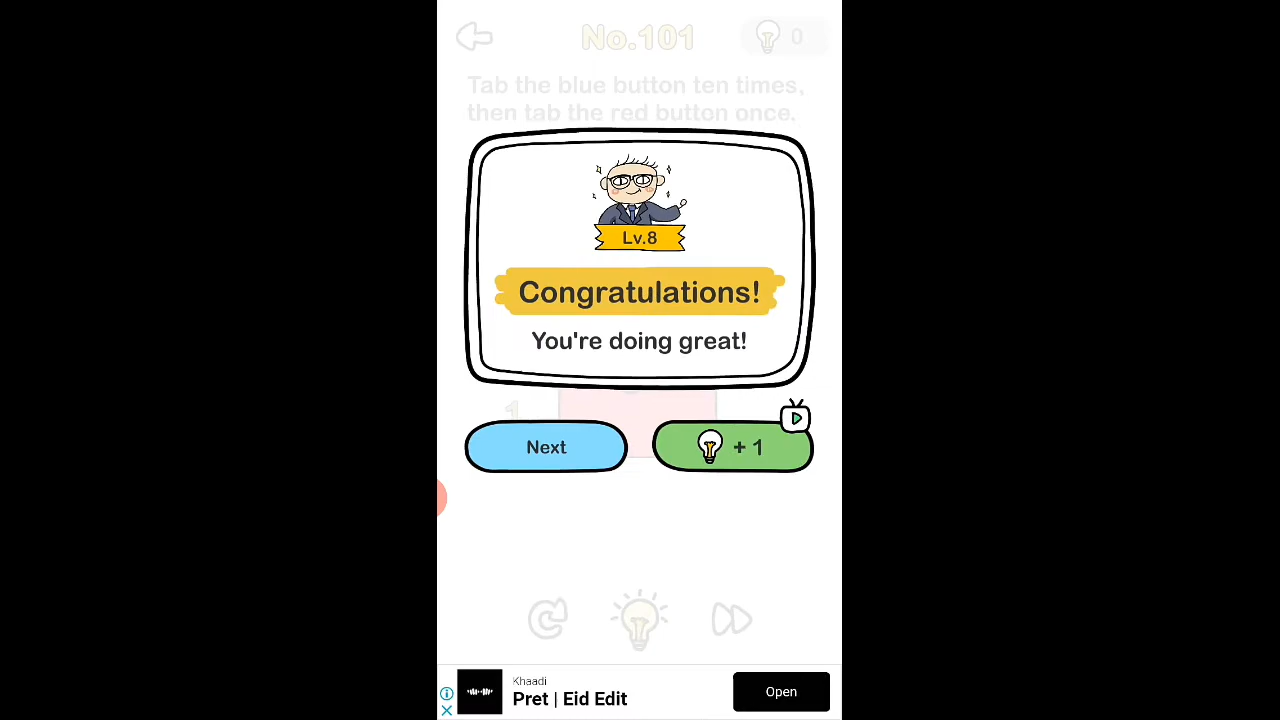 No.101
0
Tab the blue button ten times,
then tab the red button once.
Lv.8
Congratulations!
You're doing great!
1
Next
+ 1
Khaadi
Pret | Eid Edit
Open